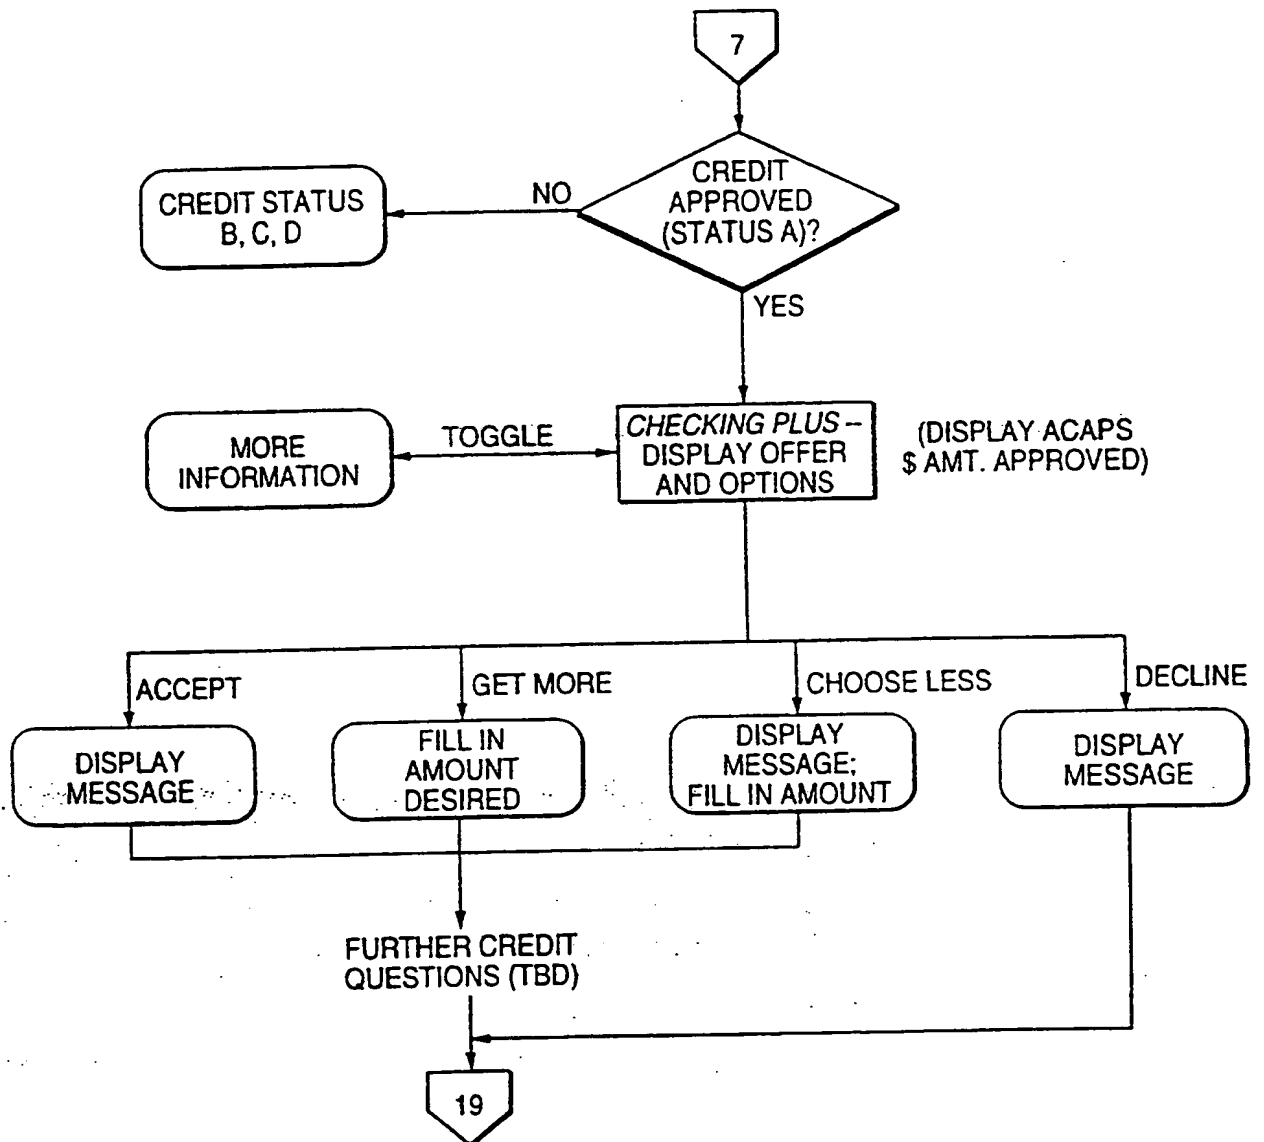 7
CREDIT
APPROVED
(STATUS A)?
NO
CREDIT STATUS
B, C, D
YES
CHECKING PLUS –
DISPLAY OFFER
AND OPTIONS
(DISPLAY ACAPS
$ AMT. APPROVED)
TOGGLE
MORE
INFORMATION
ACCEPT
GET MORE
CHOOSE LESS
DECLINE
DISPLAY
MESSAGE
FILL IN
AMOUNT
DESIRED
DISPLAY
MESSAGE;
FILL IN AMOUNT
DISPLAY
MESSAGE
FURTHER CREDIT
QUESTIONS (TBD)
19